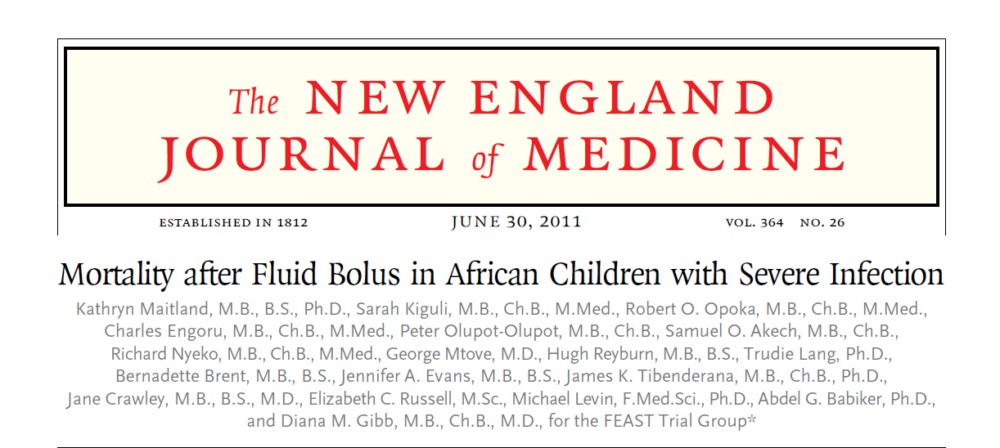 The NEW ENGLAND
JOURNAL of MEDICINE
ESTABLISHED IN 1812 JUNE 30, 2011 VOL. 364 NO. 26
Mortality after Fluid Bolus in African Children with Severe Infection
Kathryn Maitland, M.B., B.S., Ph.D., Sarah Kiguli, M.B., Ch.B., M.Med., Robert O. Opoka, M.B., Ch.B., M.Med.,
Charles Engoru, M.B., Ch.B., M.Med., Peter Olupot-Olupot, M.B., Ch.B., Samuel O. Akech, M.B., Ch.B.,
Richard Nyeko, M.B., Ch.B., M.Med., George Mtove, M.D., Hugh Reyburn, M.B., B.S., Trudie Lang, Ph.D.,
Bernadette Brent, M.B., B.S., Jennifer A. Evans, M.B., B.S., James K. Tibenderana, M.B., Ch.B., Ph.D.,
Jane Crawley, M.B., B.S., M.D., Elizabeth C. Russell, M.Sc., Michael Levin, F.Med.Sci., Ph.D., Abdel G. Babiker, Ph.D.,
and Diana M. Gibb, M.B., Ch.B., M.D., for the FEAST Trial Group*